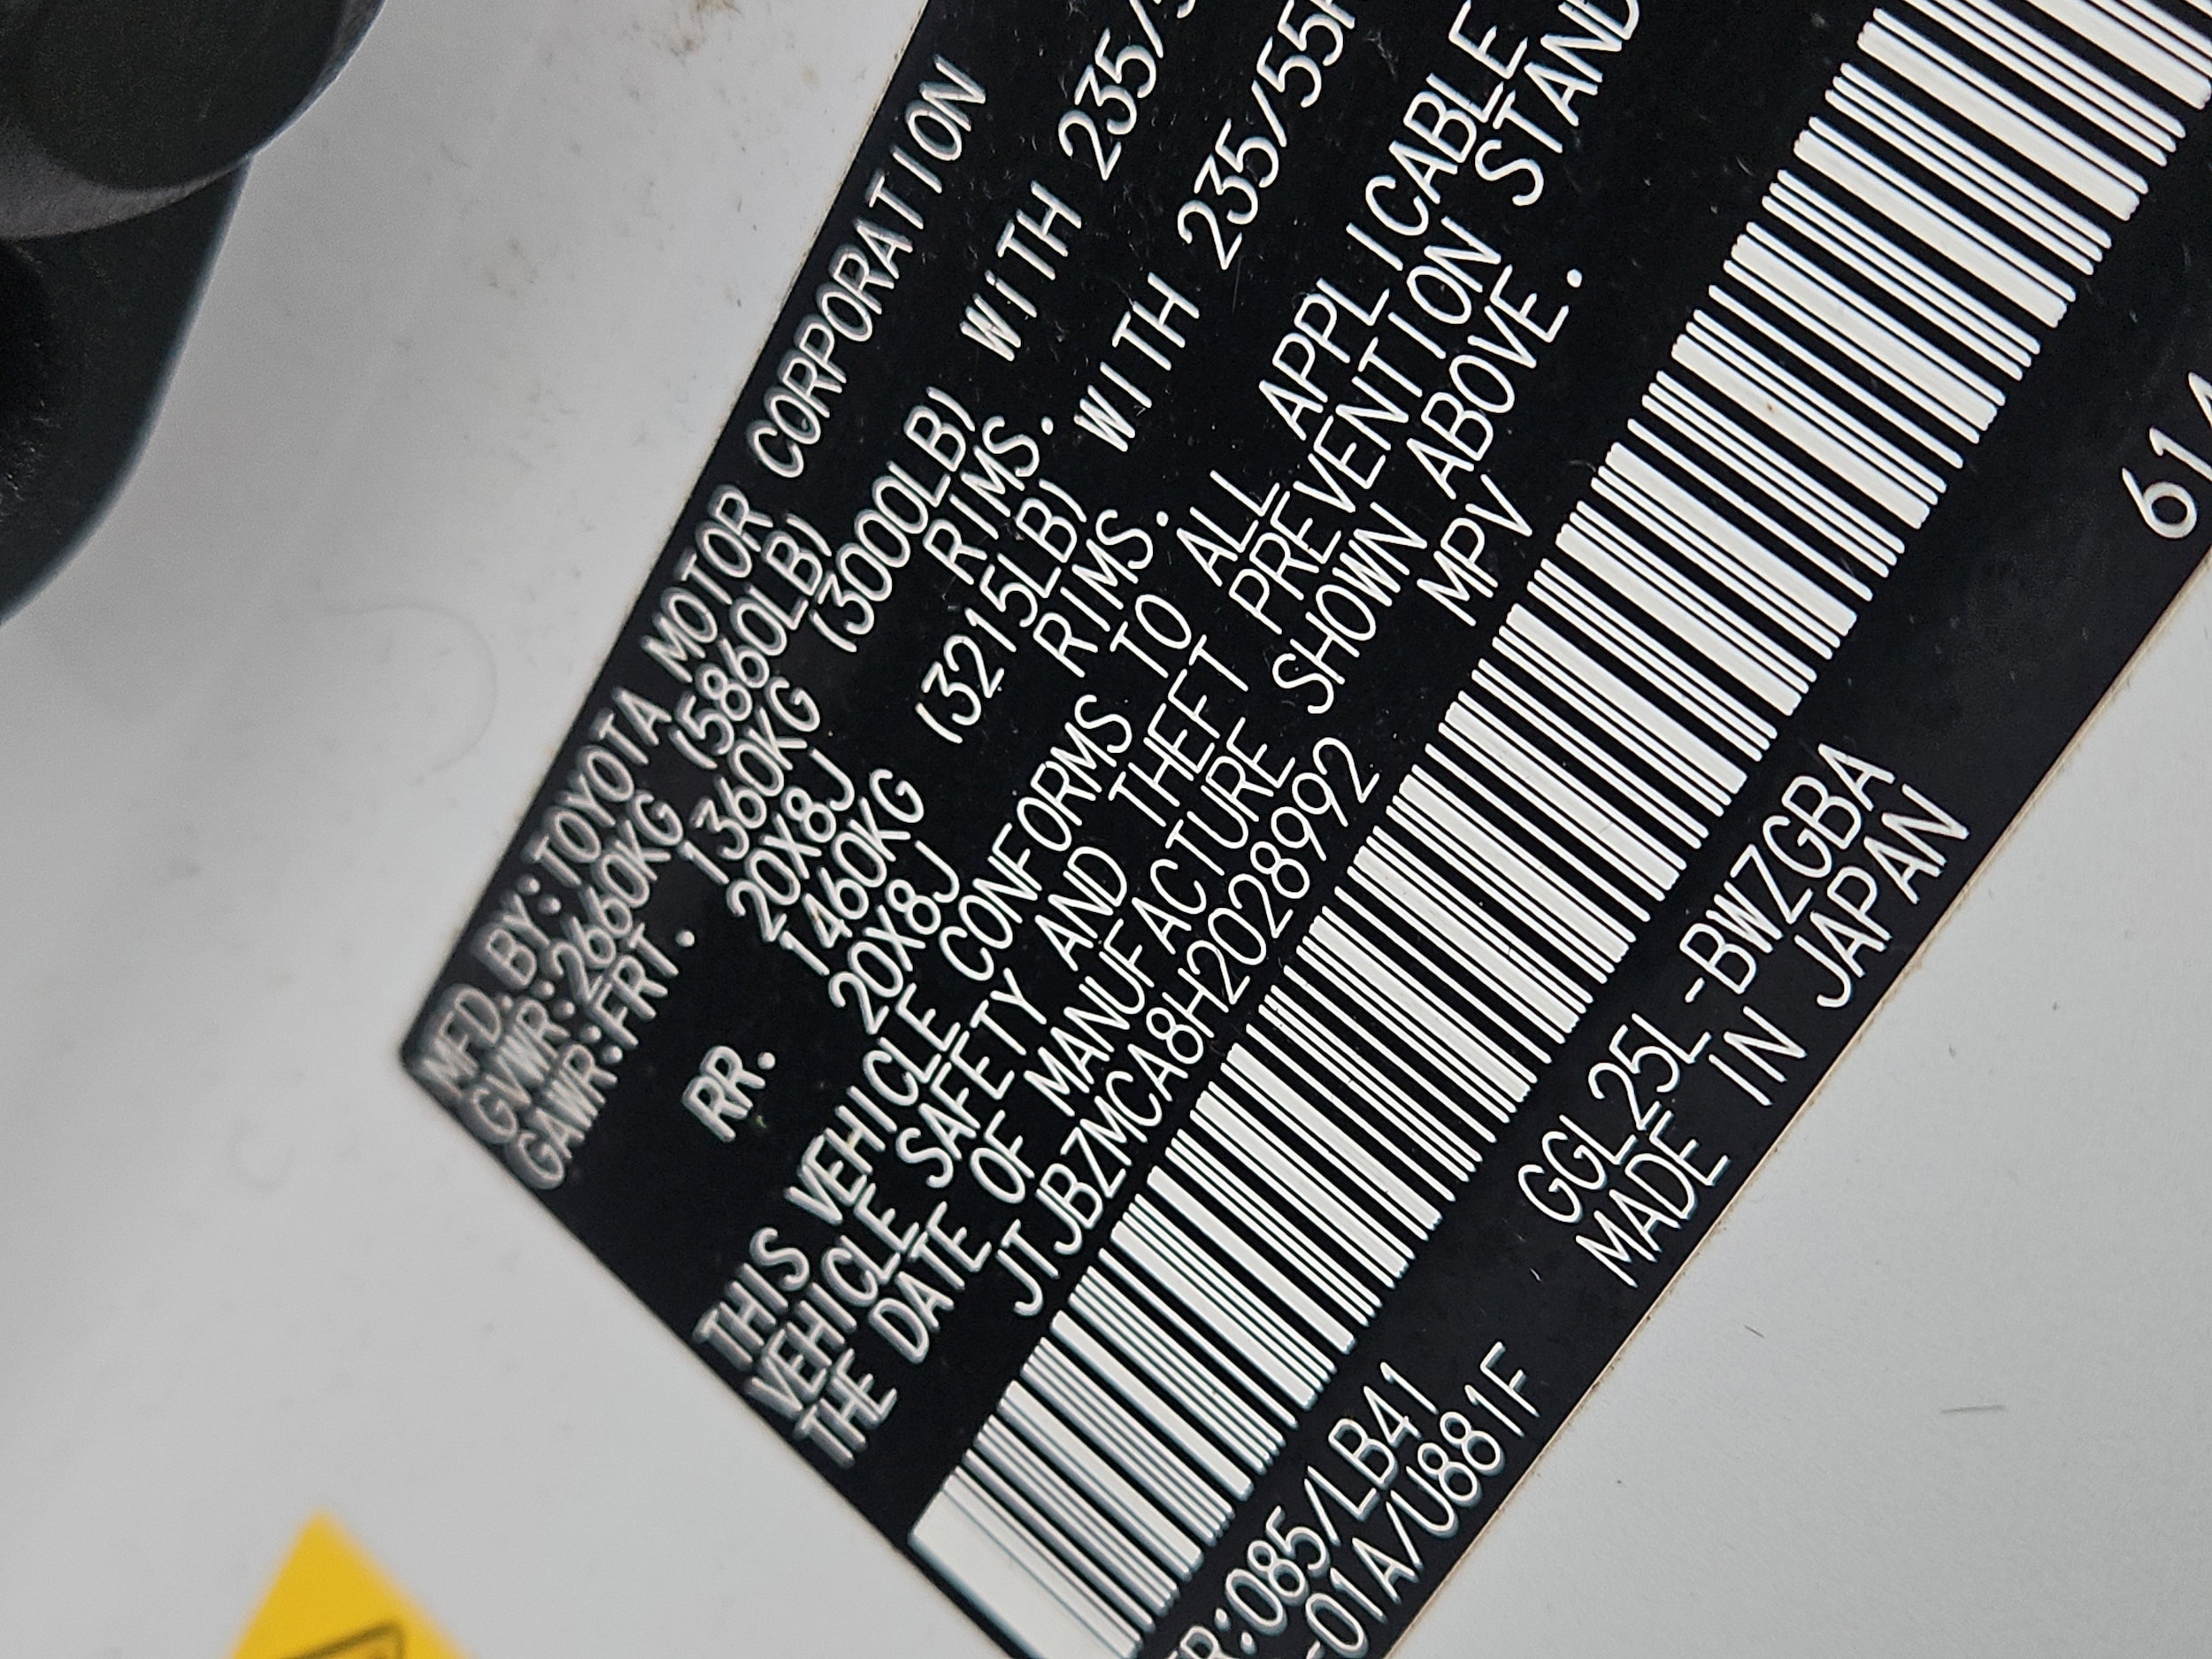 MFD.BY:TOYOTA MOTOR CORPORATION
GVWR:2660KG (5860LB)
GAWR:FRT. 1360KG (3000LB) WITH 235/
20X8J RIMS.
RR. 1460KG (3215LB) WITH 235/55
20X8J RIMS.
THIS VEHICLE CONFORMS TO ALL APPLICABLE
VEHICLE SAFETY AND THEFT PREVENTION STAND
THE DATE OF MANUFACTURE SHOWN ABOVE.
JTJBZMCA8H2028992 MPV
R:085/LB41 GGL25L-BWZGBA 61
-01A/U881F MADE IN JAPAN